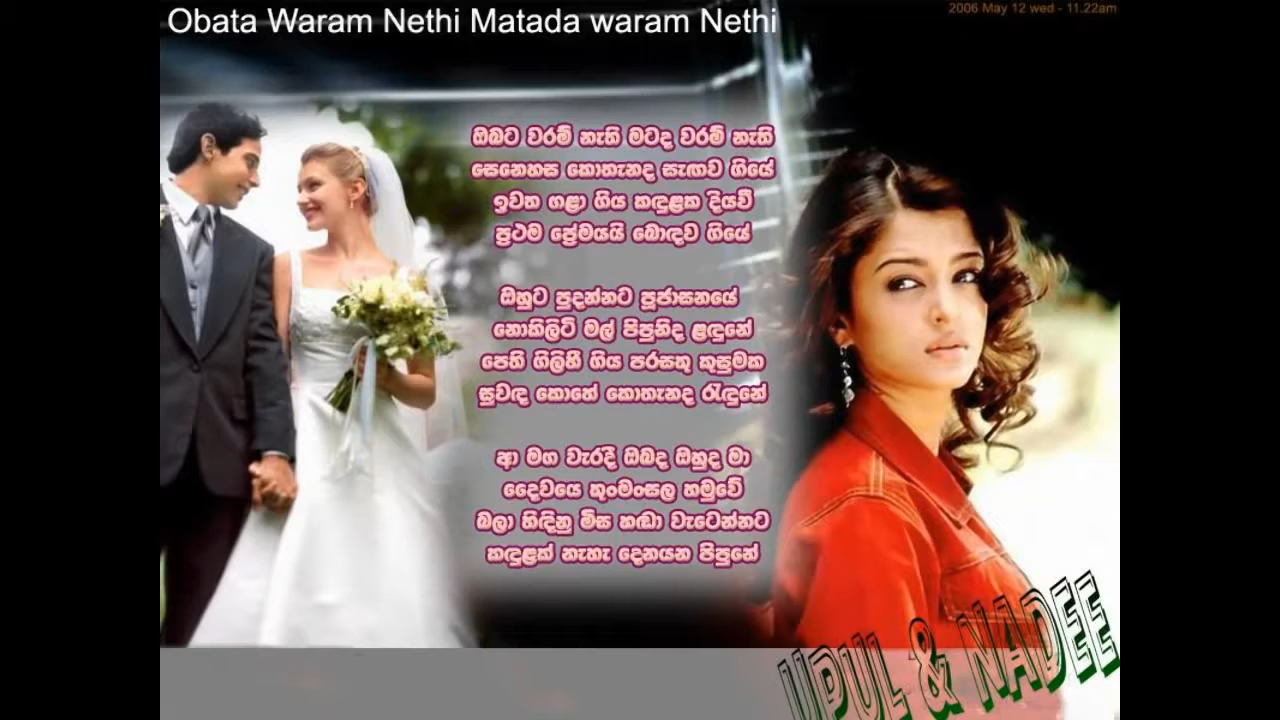 Obata Waram Nethi Matada waram Nethi
2006 May 12 wed - 11.22am
ඔබට වරම් නැති මටද වරම් නැති
සෙනෙහස කොතැනද සැඟව ගියේ
ඉවත ගළා ගිය කඳුළක දියවී
ප්‍රථම ප්‍රේමයයි බොඳව ගියේ
ඔහුට පුදන්නට පූජාසනයේ
නොකිලිටි මල් පිපුනිද ළඳුනේ
පෙති ගිලිහී ගිය පරසතු කුසුමක
සුවඳ කොහේ කොතැනද රැඳුනේ
ආ මග වැරදී ඔබද ඔහුද මා
දෛවයෙ තුංමංසල හමුවේ
බලා හිඳිනු මිස හඬා වැටෙන්නට
කඳුළක් නැහැ දෙනයන පිපුනේ
UPUL & NADEE